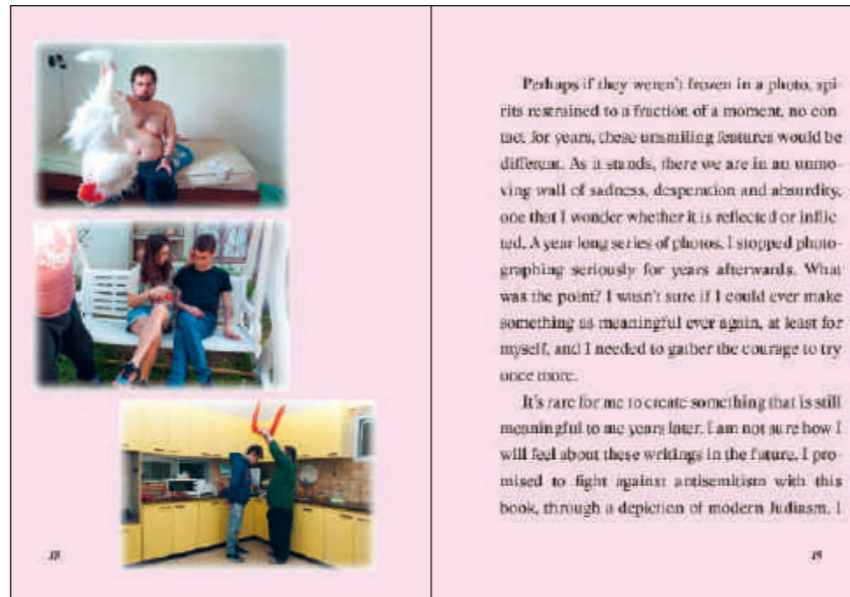 Perhaps if they weren't frozen in a photo, spi-
rits restrained to a fraction of a moment, no con-
tact for years, these unsmiling features would be
different. As it stands, there we are in an unmo-
ving wall of sadness, desperation and absurdity,
one that I wonder whether it is reflected or inflic-
ted. A year long series of photos. I stopped photo-
graphing seriously for years afterwards. What
was the point? I wasn't sure if I could ever make
something as meaningful ever again, at least for
myself, and I needed to gather the courage to try
once more.
It's rare for me to create something that is still
meaningful to me years later. I am not sure how I
will feel about these writings in the future. I pro-
mised to fight against antisemitism with this
book, through a depiction of modern Judiasm. I